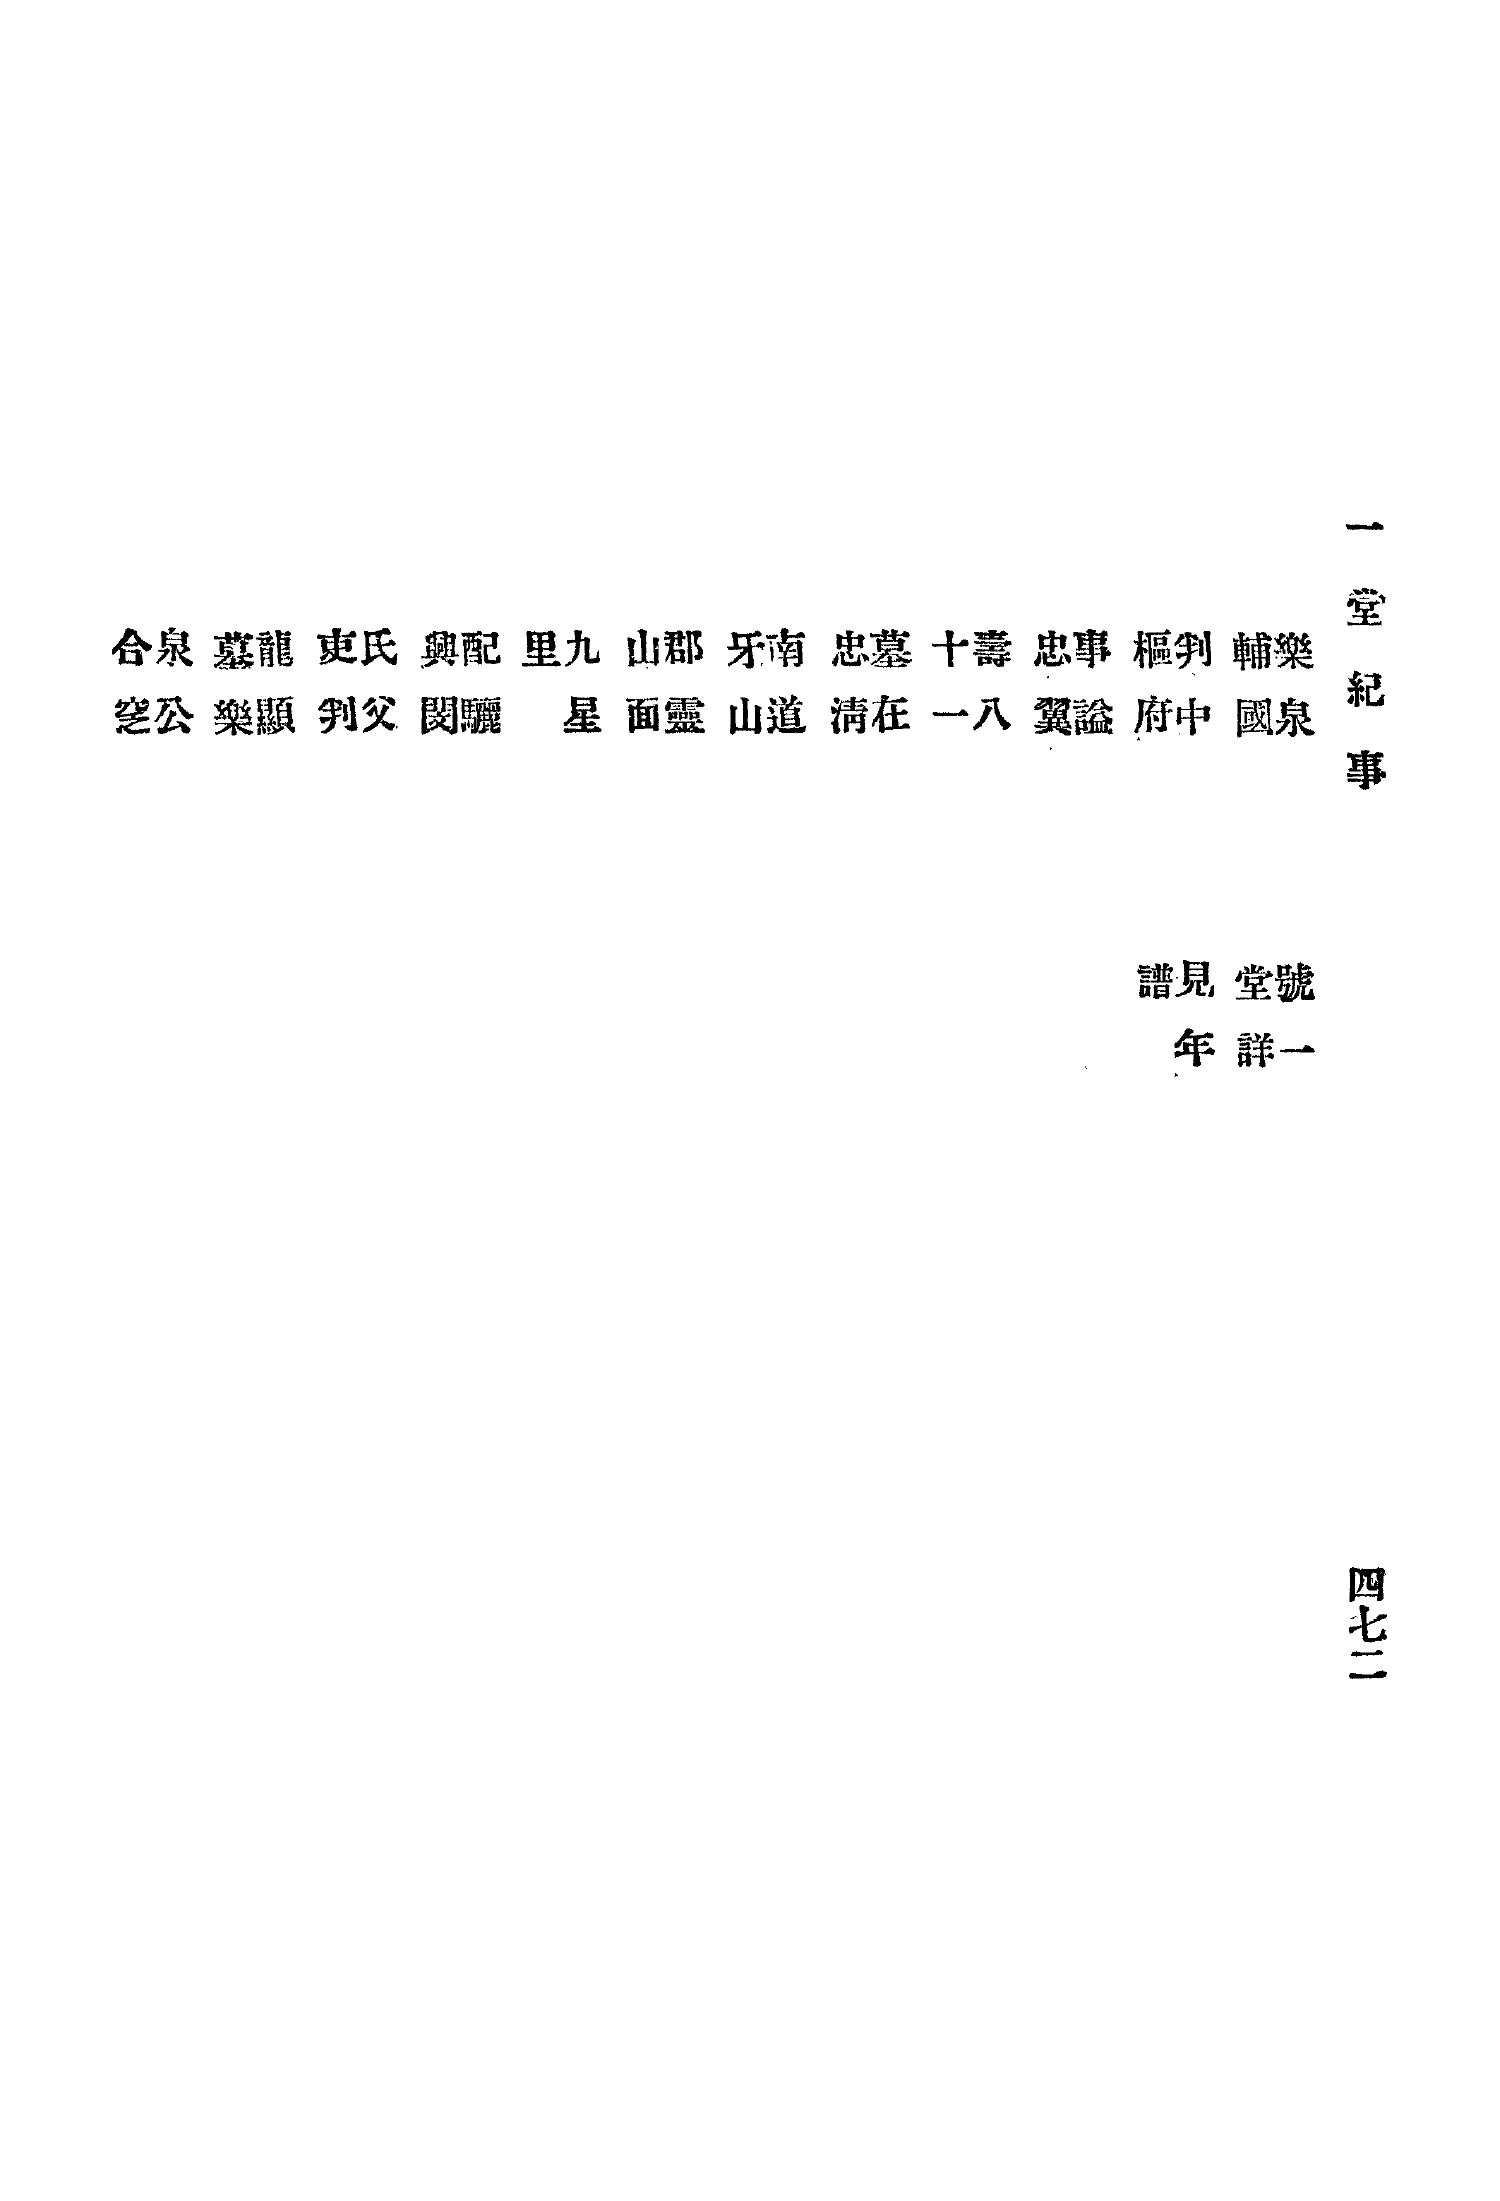 一堂紀事
四七二
樂泉
輔國
判中
樞府
事諡
忠翼
壽八
十一
墓在
忠清
南道
牙山
郡靈
山面
九星
里
配驪
興閔
氏父
吏判
龍顯
墓樂
泉公
合窆
號一
堂詳
見年
譜